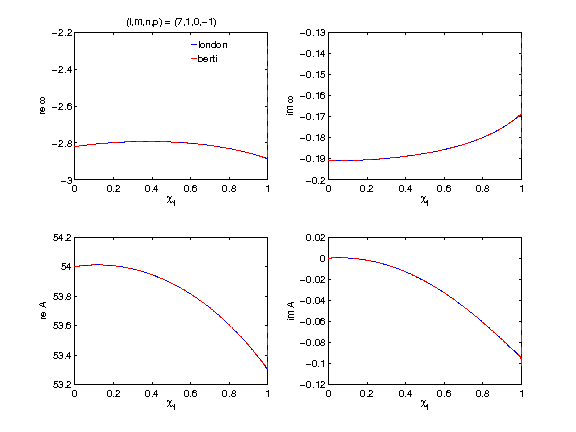 (l,m,n,p) = (7,1,0,−1)
london
berti
−2.2
−2.4
−2.6
−2.8
−3
re ω
0 0.2 0.4 0.6 0.8 1
χf
−0.13
−0.14
−0.15
−0.16
−0.17
−0.18
−0.19
−0.2
im ω
0 0.2 0.4 0.6 0.8 1
χf
54.2
54
53.8
53.6
53.4
53.2
re A
0 0.2 0.4 0.6 0.8 1
χf
0.02
0
−0.02
−0.04
−0.06
−0.08
−0.1
−0.12
im A
0 0.2 0.4 0.6 0.8 1
χf